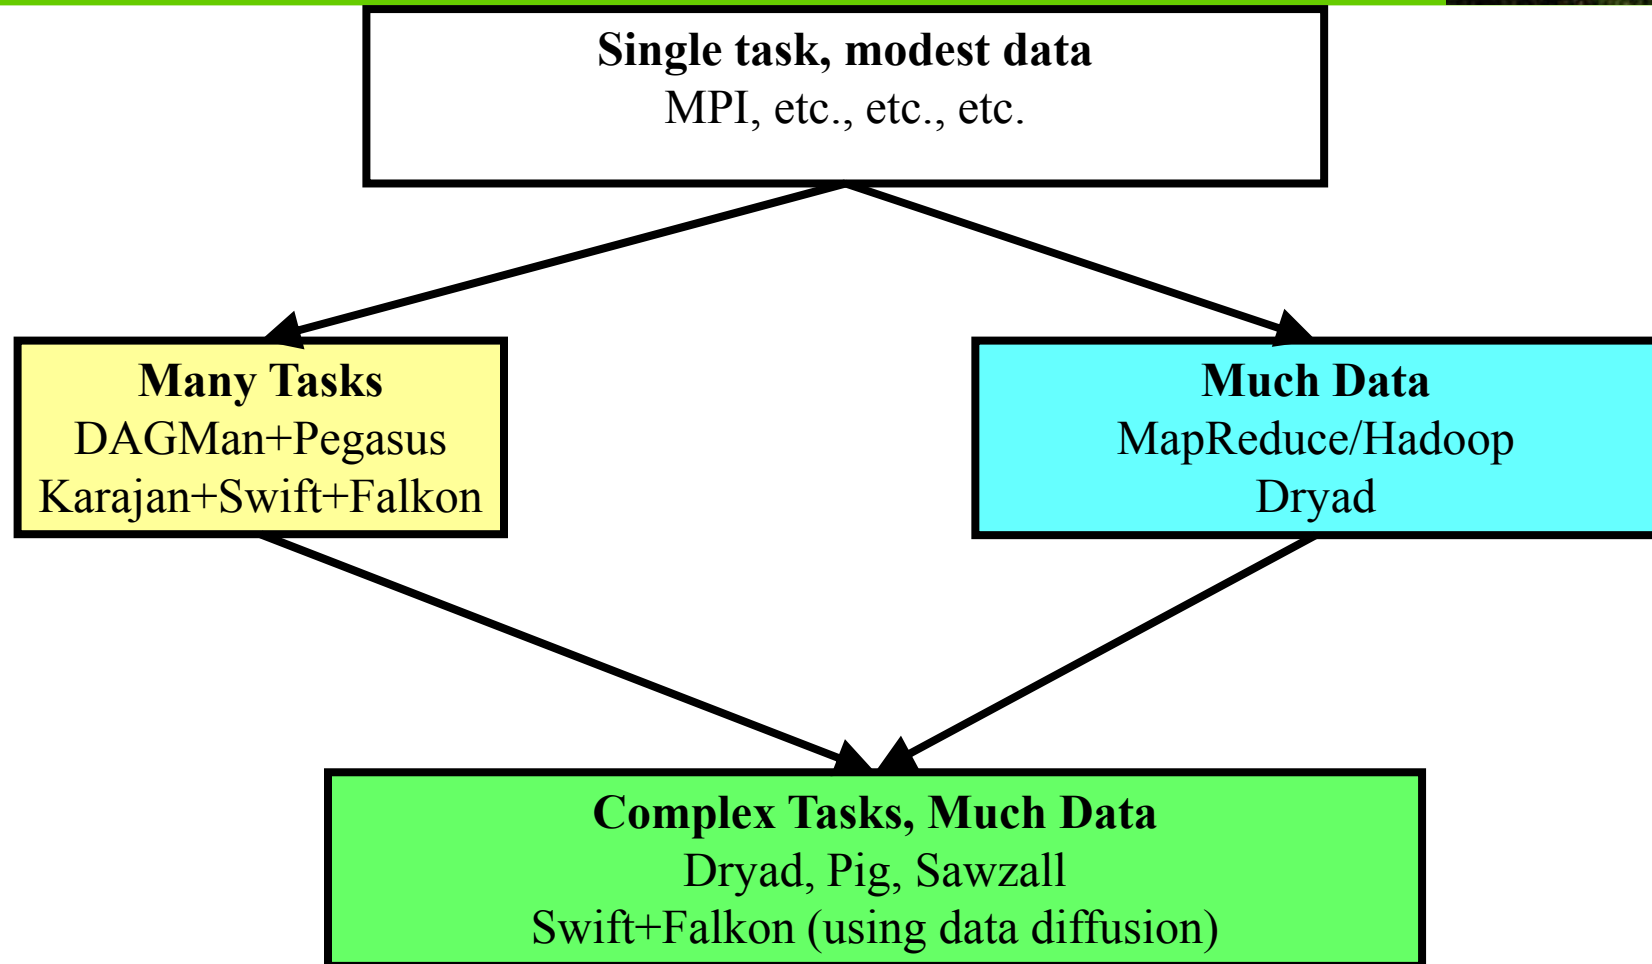 Single task, modest data
MPI, etc., etc., etc.
Many Tasks
DAGMan+Pegasus
Karajan+Swift+Falkon
Much Data
MapReduce/Hadoop
Dryad
Complex Tasks, Much Data
Dryad, Pig, Sawzall
Swift+Falkon (using data diffusion)